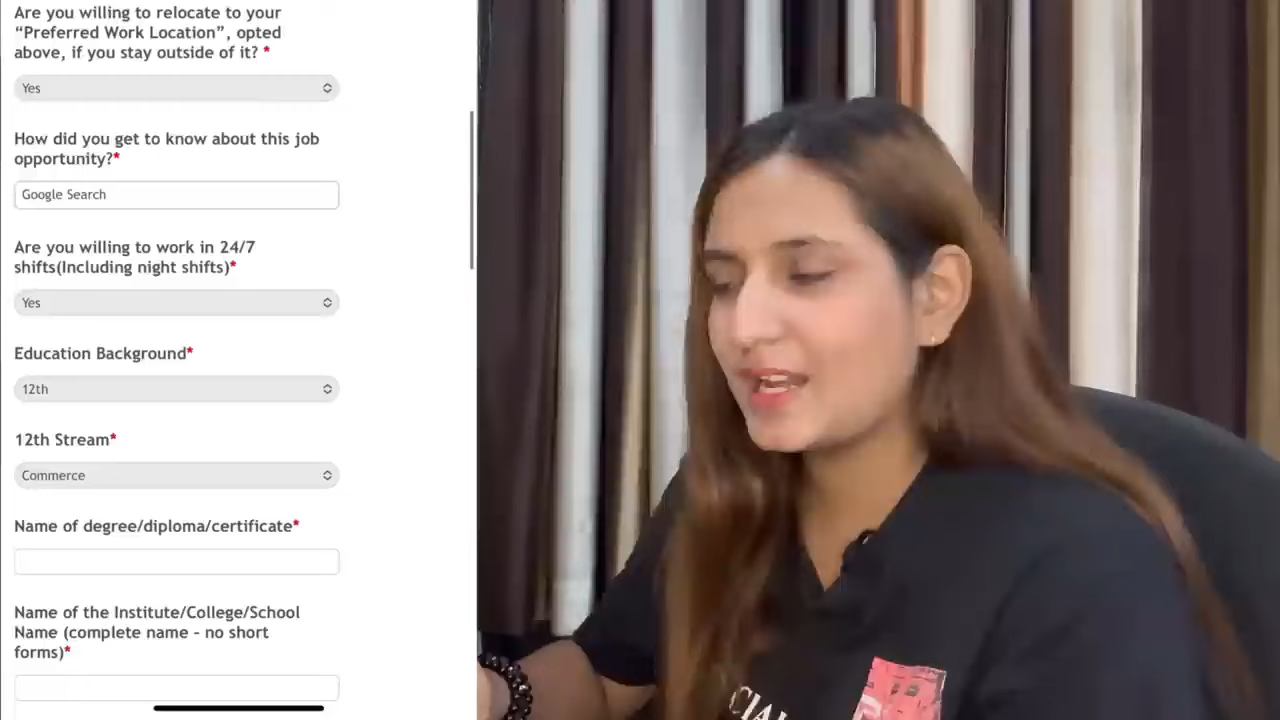 Are you willing to relocate to your
“Preferred Work Location”, opted
above, if you stay outside of it? *
Yes
How did you get to know about this job
opportunity?*
Google Search
Are you willing to work in 24/7
shifts(Including night shifts)*
Yes
Education Background*
12th
12th Stream*
Commerce
Name of degree/diploma/certificate*
Name of the Institute/College/School
Name (complete name - no short
forms)*
CIAL